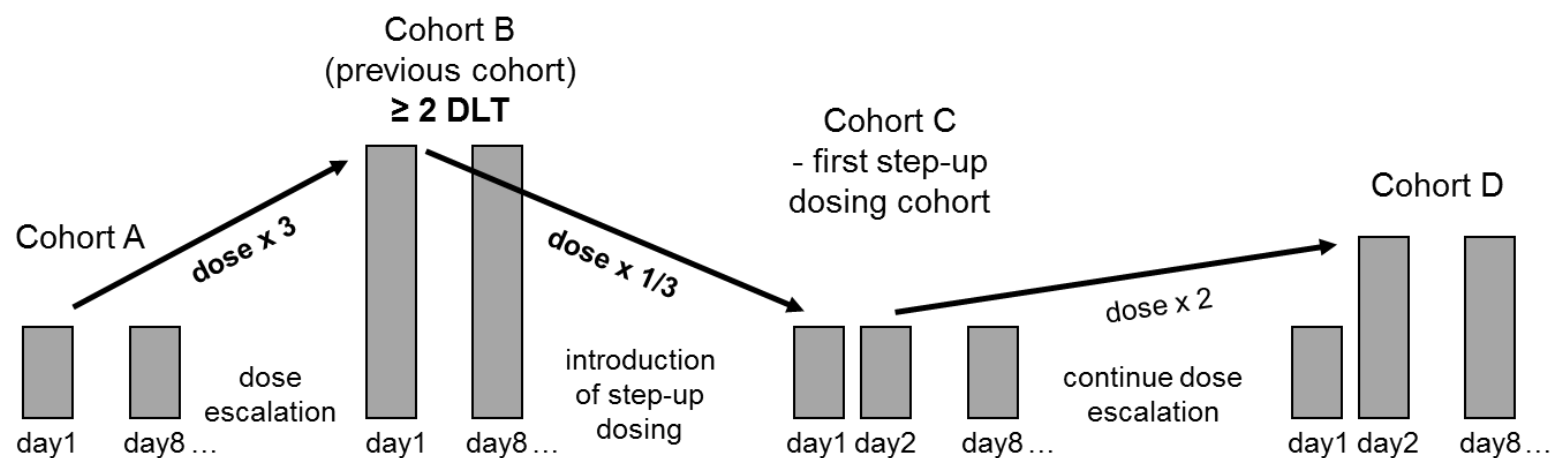 Cohort A
dose x 3
day1
day8 ...
dose
escalation
Cohort B
(previous cohort)
≥ 2 DLT
day1
day8 ...
dose x 1/3
introduction
of step-up
dosing
Cohort C
- first step-up
dosing cohort
day1 day2
day8 ...
dose x 2
continue dose
escalation
Cohort D
day1 day2
day8 ...